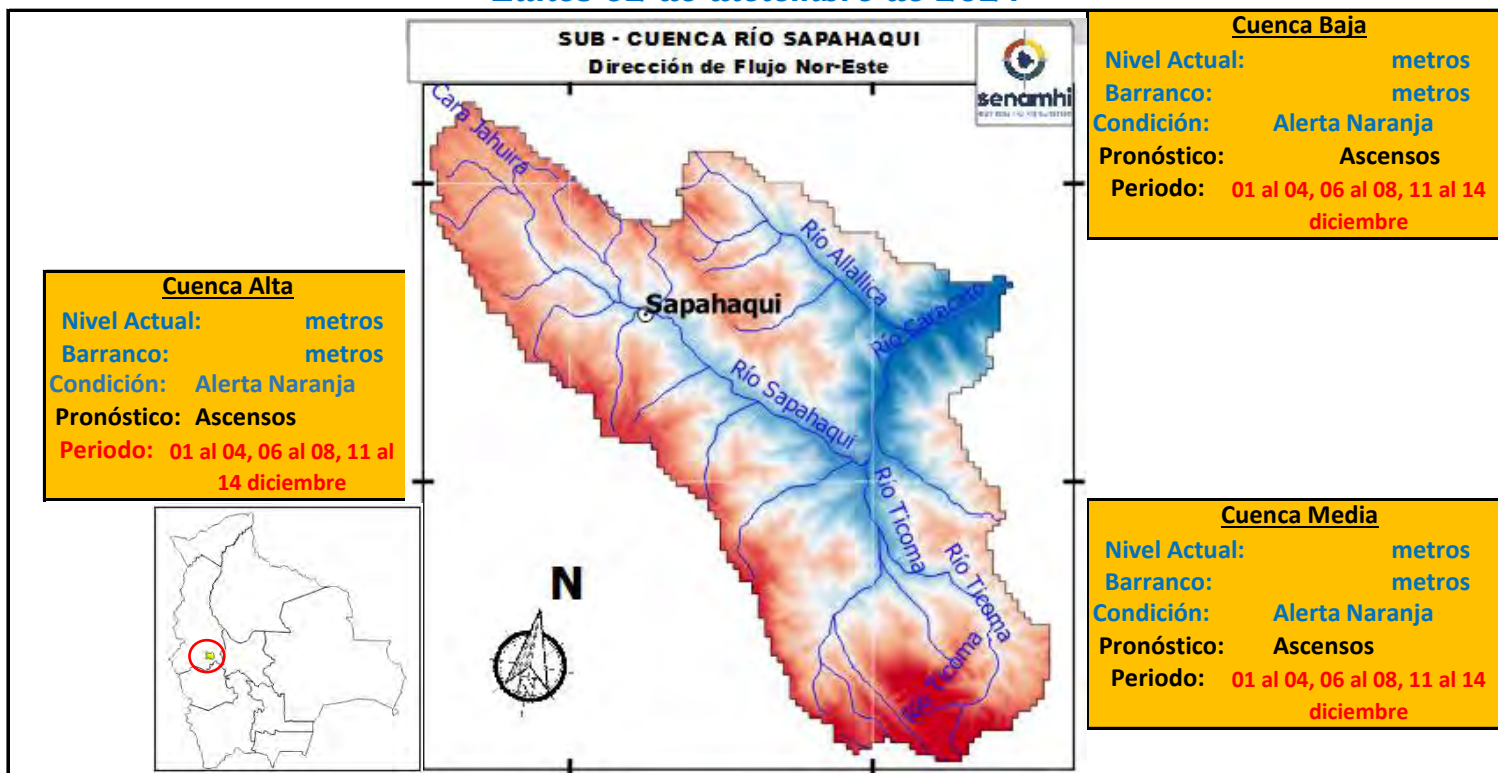 SUB - CUENCA RÍO SAPAHAQUI
Dirección de Flujo Nor-Este
senamhi
Cuenca Baja
Nivel Actual: metros
Barranco: metros
Condición: Alerta Naranja
Pronóstico: Ascensos
Periodo: 01 al 04, 06 al 08, 11 al 14
diciembre
Cuenca Alta
Nivel Actual: metros
Barranco: metros
Condición: Alerta Naranja
Pronóstico: Ascensos
Periodo: 01 al 04, 06 al 08, 11 al
14 diciembre
Cara Jahuira
Río Allallica
Río Caracato
Sapahaqui
Río Sapahaqui
Río Ticoma
Río Ticoma
Río Ticoma
N
Cuenca Media
Nivel Actual: metros
Barranco: metros
Condición: Alerta Naranja
Pronóstico: Ascensos
Periodo: 01 al 04, 06 al 08, 11 al 14
diciembre